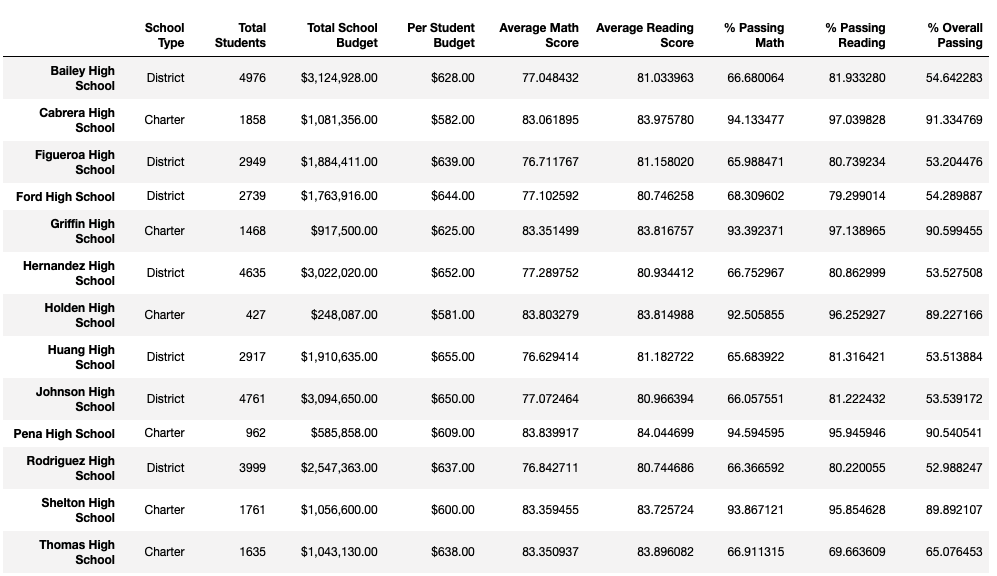 School Type Total Students Total School Budget Per Student Budget Average Math Score Average Reading Score % Passing Math % Passing Reading % Overall Passing
Bailey High School District 4976 $3,124,928.00 $628.00 77.048432 81.033963 66.680064 81.933280 54.642283
Cabrera High School Charter 1858 $1,081,356.00 $582.00 83.061895 83.975780 94.133477 97.039828 91.334769
Figueroa High School District 2949 $1,884,411.00 $639.00 76.711767 81.158020 65.988471 80.739234 53.204476
Ford High School District 2739 $1,763,916.00 $644.00 77.102592 80.746258 68.309602 79.299014 54.289887
Griffin High School Charter 1468 $917,500.00 $625.00 83.351499 83.816757 93.392371 97.138965 90.599455
Hernandez High School District 4635 $3,022,020.00 $652.00 77.289752 80.934412 66.752967 80.862999 53.527508
Holden High School Charter 427 $248,087.00 $581.00 83.803279 83.814988 92.505855 96.252927 89.227166
Huang High School District 2917 $1,910,635.00 $655.00 76.629414 81.182722 65.683922 81.316421 53.513884
Johnson High School District 4761 $3,094,650.00 $650.00 77.072464 80.966394 66.057551 81.222432 53.539172
Pena High School Charter 962 $585,858.00 $609.00 83.839917 84.044699 94.594595 95.945946 90.540541
Rodriguez High School District 3999 $2,547,363.00 $637.00 76.842711 80.744686 66.366592 80.220055 52.988247
Shelton High School Charter 1761 $1,056,600.00 $600.00 83.359455 83.725724 93.867121 95.854628 89.892107
Thomas High School Charter 1635 $1,043,130.00 $638.00 83.350937 83.896082 66.911315 69.663609 65.076453